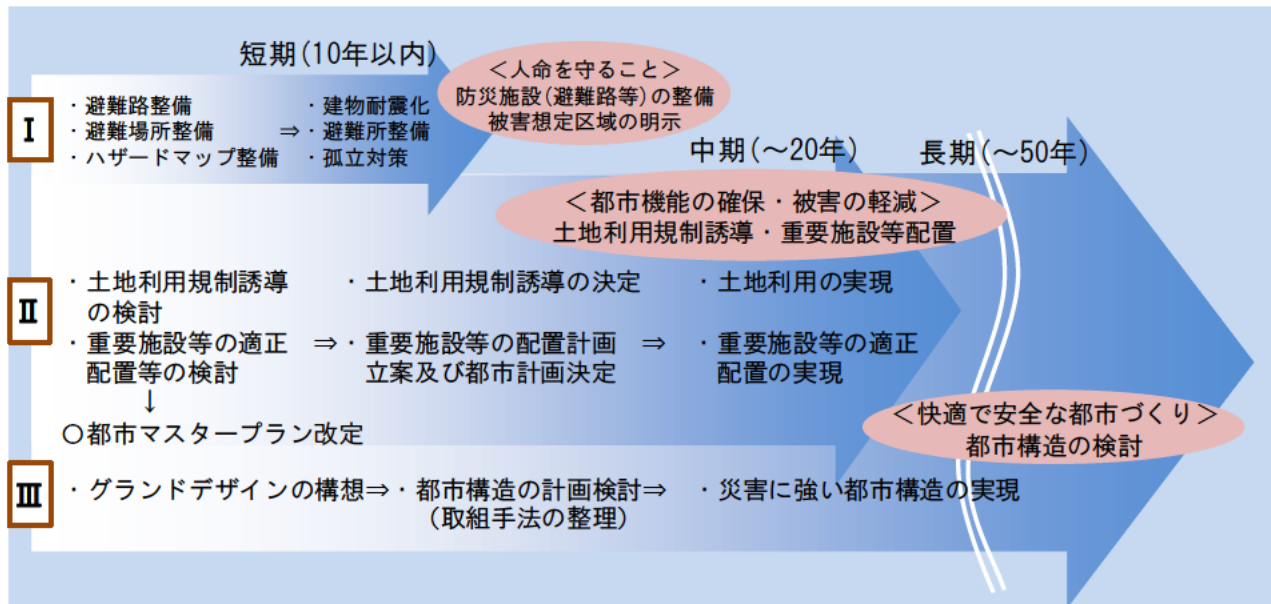 短期(10年以内)
＜人命を守ること＞
防災施設(避難路等)の整備
被害想定区域の明示
Ⅰ
・避難路整備　・建物耐震化
・避難場所整備　⇒・避難所整備
・ハザードマップ整備　・孤立対策
中期(～20年)
長期(～50年)
＜都市機能の確保・被害の軽減＞
土地利用規制誘導・重要施設等配置
Ⅱ
・土地利用規制誘導　・土地利用規制誘導の決定　・土地利用の実現
の検討
・重要施設等の適正　⇒・重要施設等の配置計画　⇒　・重要施設等の適正
配置等の検討　立案及び都市計画決定　配置の実現
↓
〇都市マスタープラン改定
＜快適で安全な都市づくり＞
都市構造の検討
Ⅲ
・グランドデザインの構想⇒・都市構造の計画検討⇒　・災害に強い都市構造の実現
(取組手法の整理)